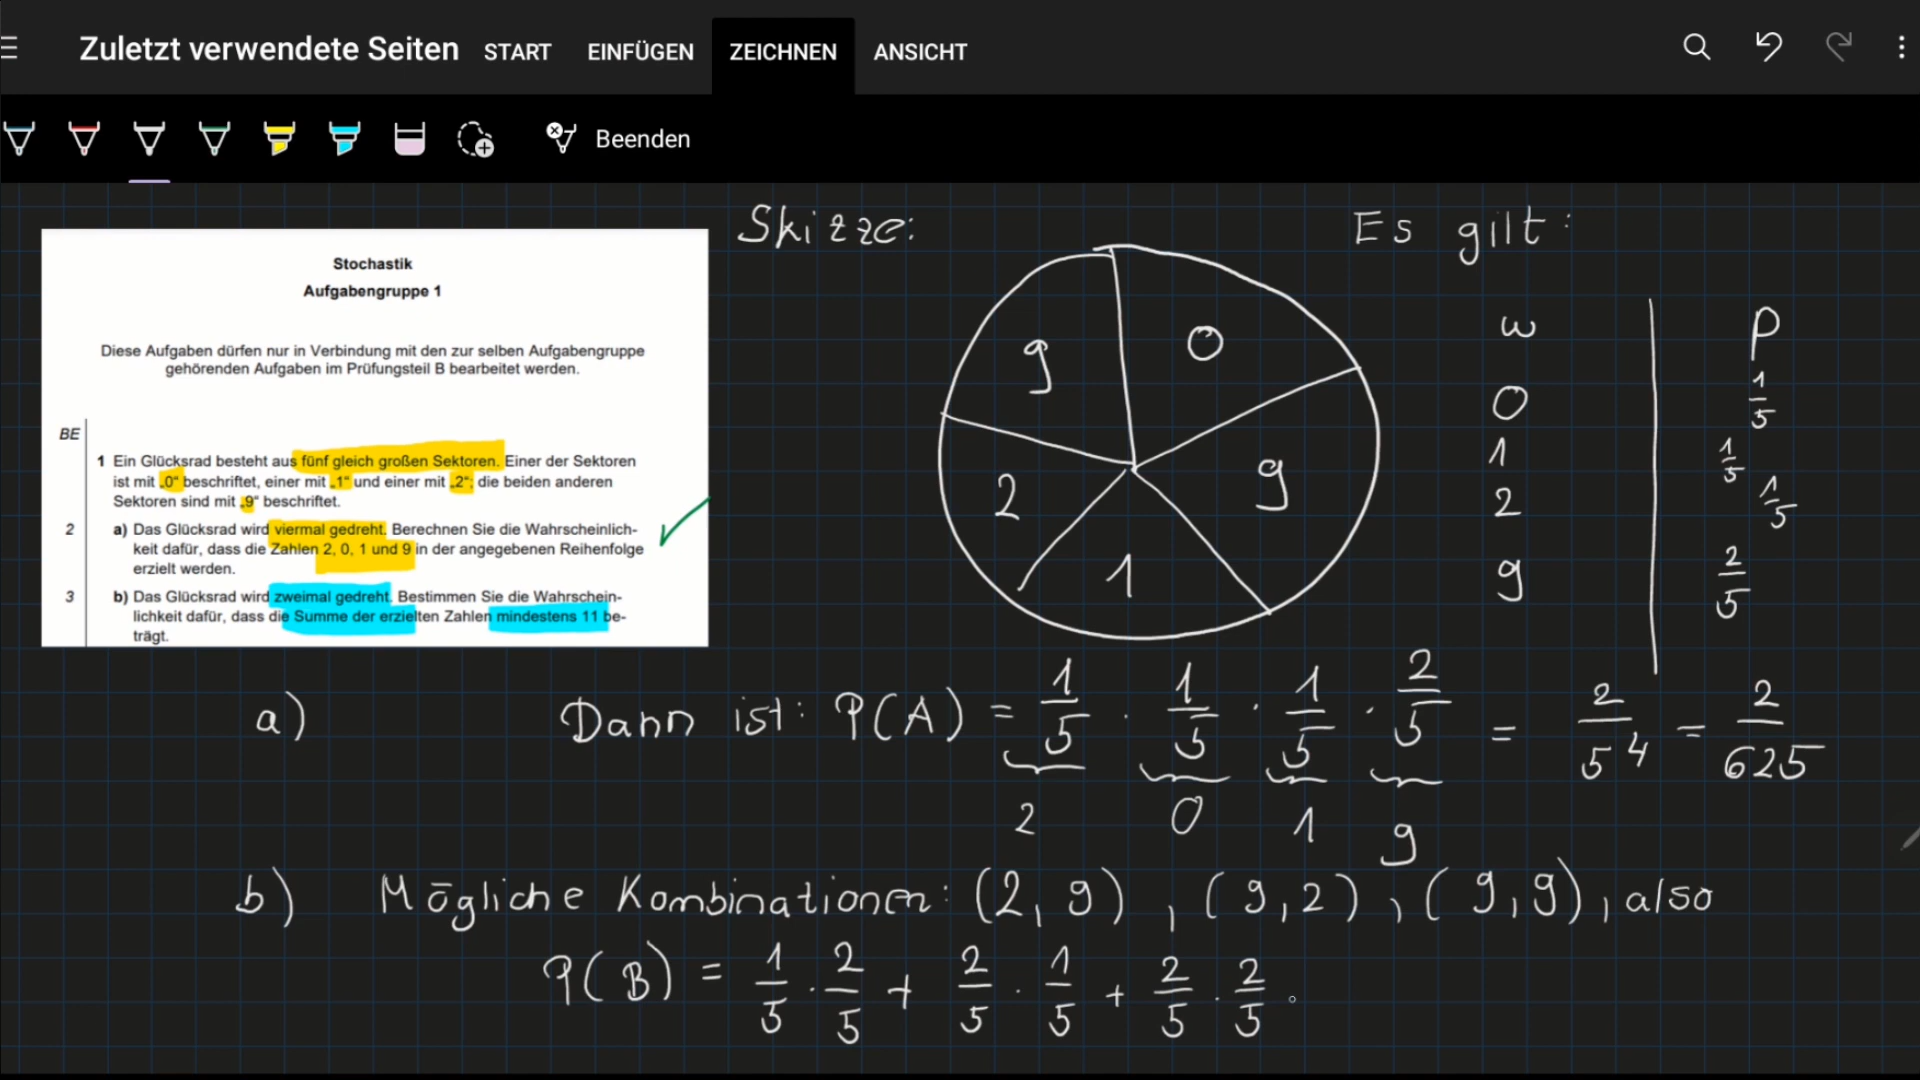 Zuletzt verwendete Seiten START EINFÜGEN ZEICHNEN ANSICHT
Beenden
Stochastik
Aufgabengruppe 1
Diese Aufgaben dürfen nur in Verbindung mit den zur selben Aufgabengruppe
gehörenden Aufgaben im Prüfungsteil B bearbeitet werden.
BE
1 Ein Glücksrad besteht aus fünf gleich großen Sektoren. Einer der Sektoren
ist mit „0“ beschriftet, einer mit „1“ und einer mit „2“; die beiden anderen
Sektoren sind mit „9“ beschriftet.
2 a) Das Glücksrad wird viermal gedreht. Berechnen Sie die Wahrscheinlich-
keit dafür, dass die Zahlen 2, 0, 1 und 9 in der angegebenen Reihenfolge
erzielt werden.
3 b) Das Glücksrad wird zweimal gedreht. Bestimmen Sie die Wahrschein-
lichkeit dafür, dass die Summe der erzielten Zahlen mindestens 11 be-
trägt.
Skizze:
9 0
2 9
1
Es gilt:
ω P
0 1/5
1 1/5
2 1/5
9 2/5
a) Dann ist: P(A) = 1/5 · 1/5 · 1/5 · 2/5 = 2/5^4 = 2/625
2 0 1 9
b) Mögliche Kombinationen: (2, 9), (9,2), (9,9), also
P(B) = 1/5 · 2/5 + 2/5 · 1/5 + 2/5 · 2/5